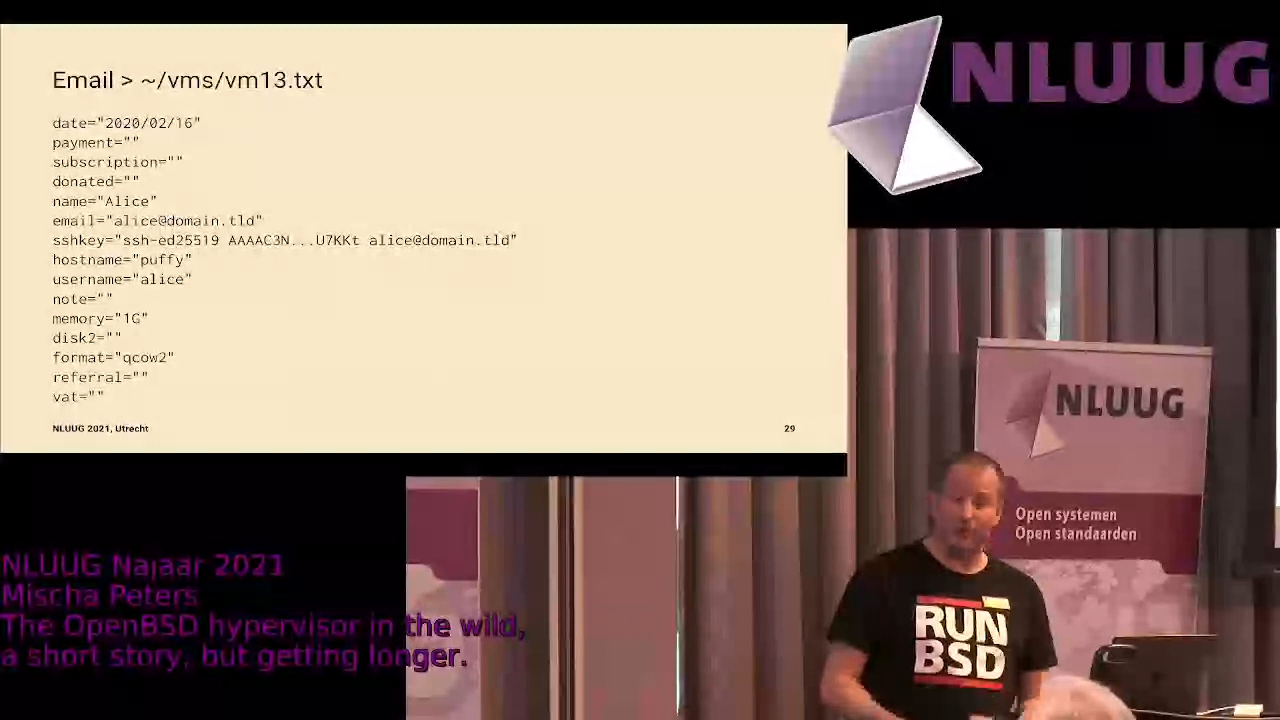 Email > ~/vms/vm13.txt
date="2020/02/16"
payment=""
subscription=""
donated=""
name="Alice"
email="alice@domain.tld"
sshkey="ssh-ed25519 AAAAC3N...U7KKt alice@domain.tld"
hostname="puffy"
username="alice"
note=""
memory="1G"
disk2=""
format="qcow2"
referral=""
vat=""
NLUUG 2021, Utrecht
29
NLUUG
NLUUG
Open systemen
Open standaarden
RUN
BSD
NLUUG Najaar 2021
Mischa Peters
The OpenBSD hypervisor in the wild,
a short story, but getting longer.